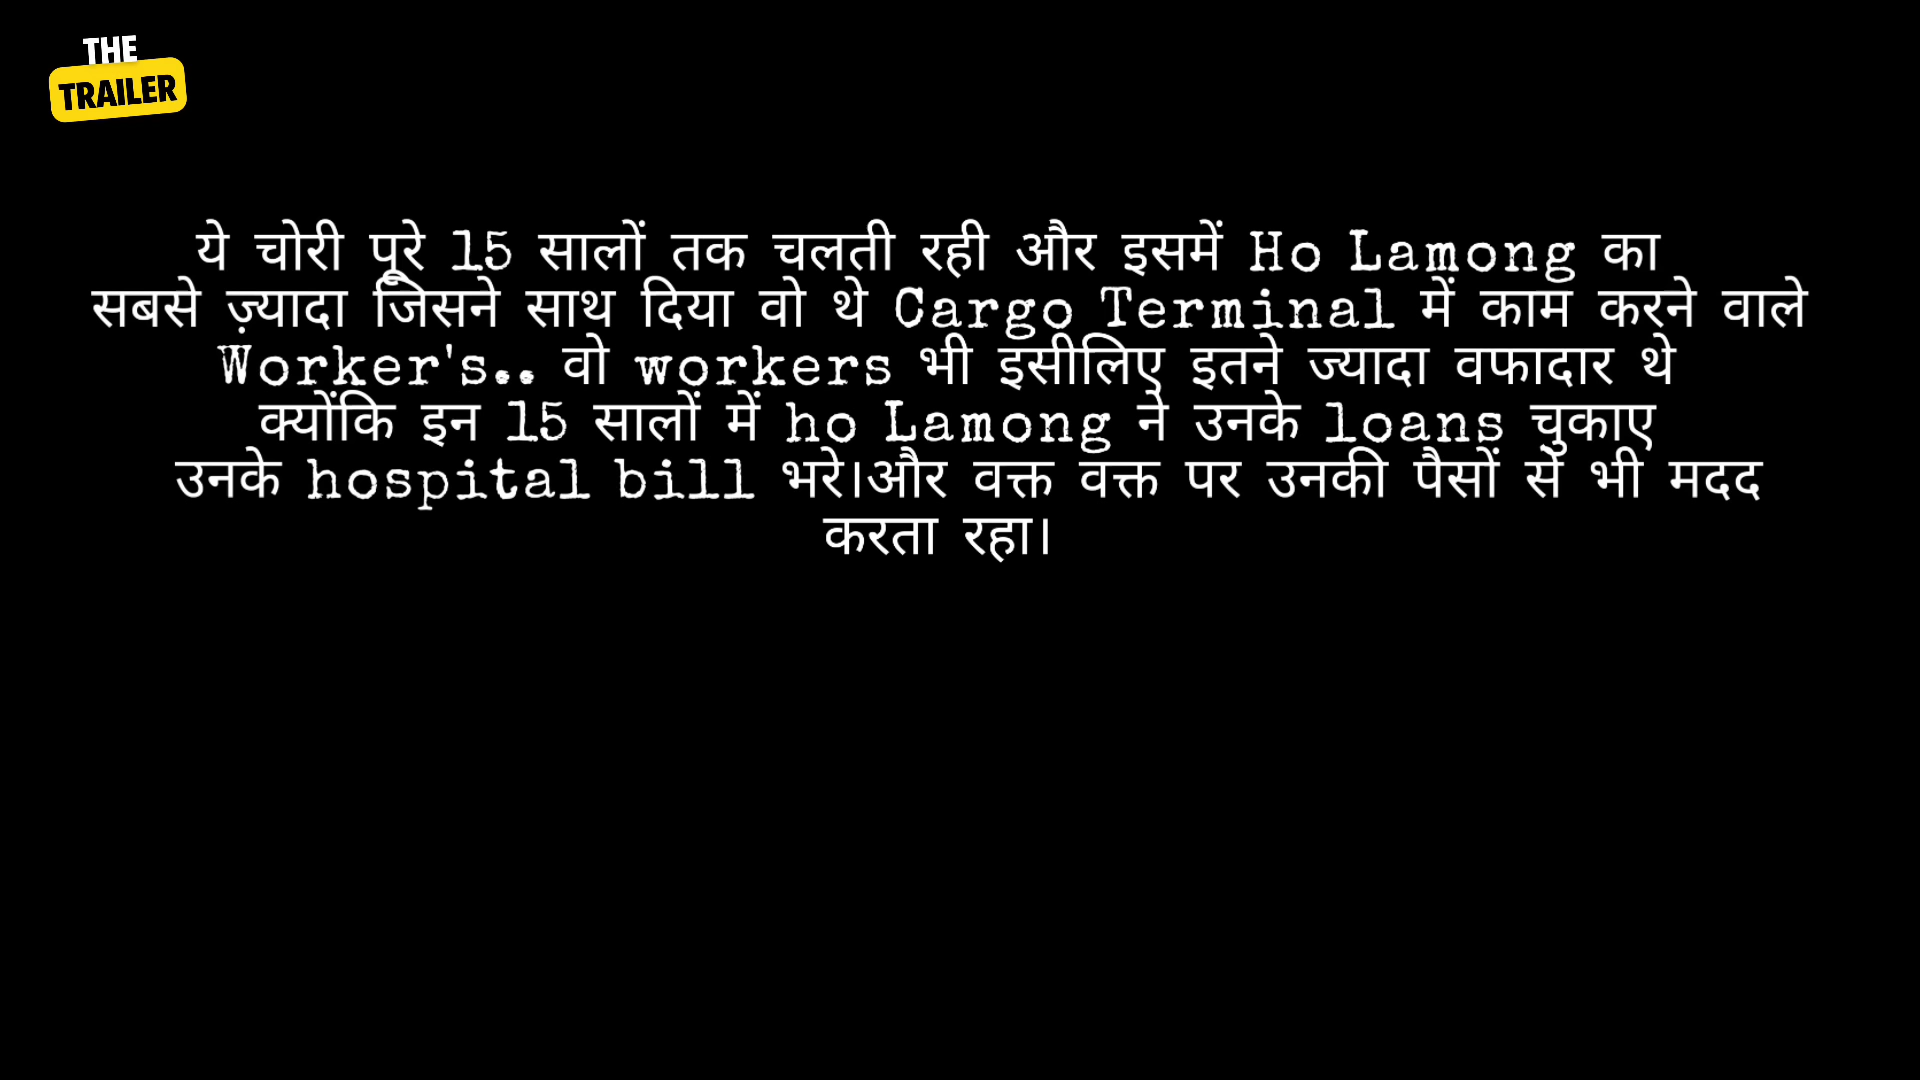 THE
TRAILER
ये चोरी पूरे 15 सालों तक चलती रही और इसमें Ho Lamong का
सबसे ज़्यादा जिसने साथ दिया वो थे Cargo Terminal में काम करने वाले
Worker's.. वो workers भी इसीलिए इतने ज्यादा वफादार थे
क्योंकि इन 15 सालों में ho Lamong ने उनके loans चुकाए
उनके hospital bill भरे।और वक्त वक्त पर उनकी पैसों से भी मदद
करता रहा।